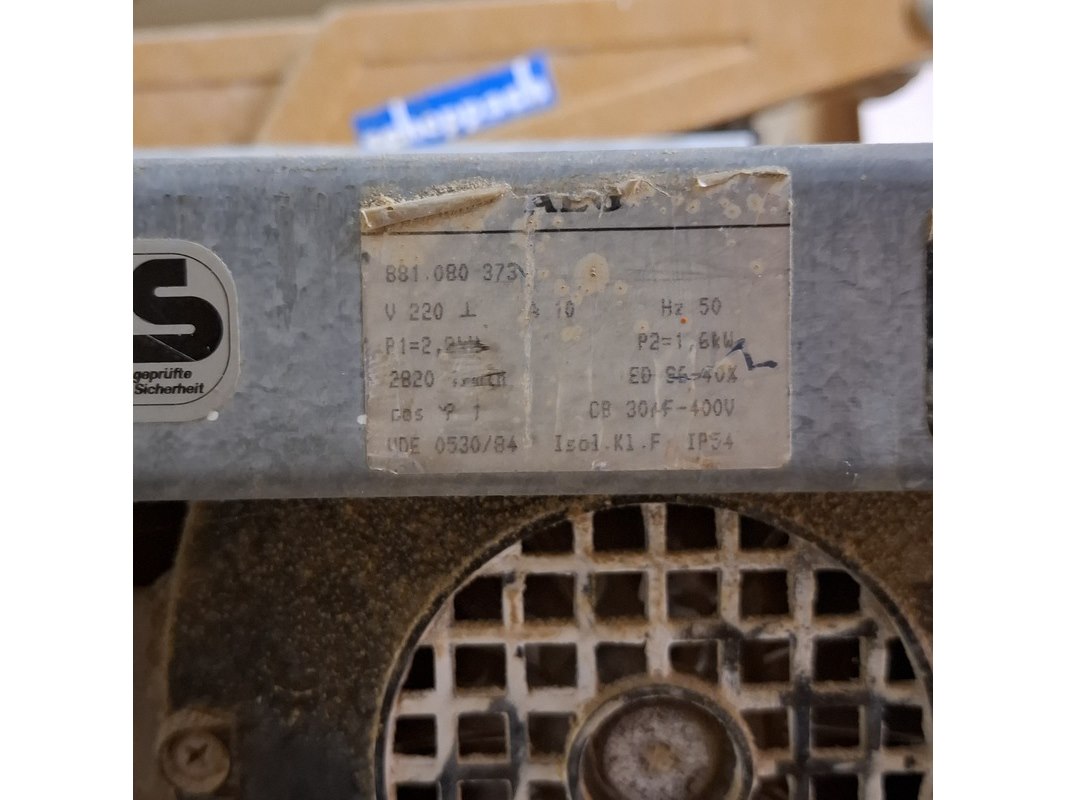 scheppach
AEG
geprüfte
Sicherheit
881.080 373
V 220 ⊥ A 10 Hz 50
P1=2, P2=1,6kW
2820 ED S6-40%
cos φ 1 CB 30µF-400V
VDE 0530/84 Isol.Kl.F IP54